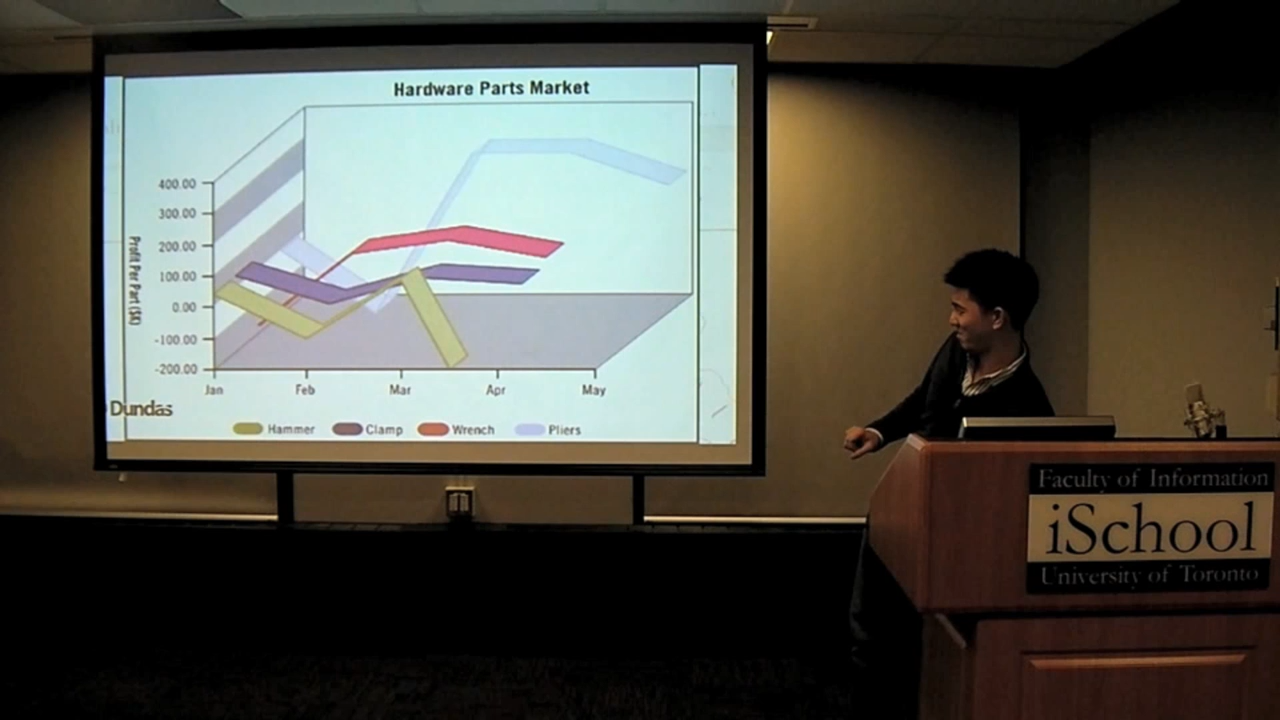 Hardware Parts Market
400.00
300.00
200.00
100.00
0.00
-100.00
-200.00
Profit Per Part ($K)
Jan Feb Mar Apr May
Dundas
Hammer Clamp Wrench Pliers
Faculty of Information
iSchool
University of Toronto